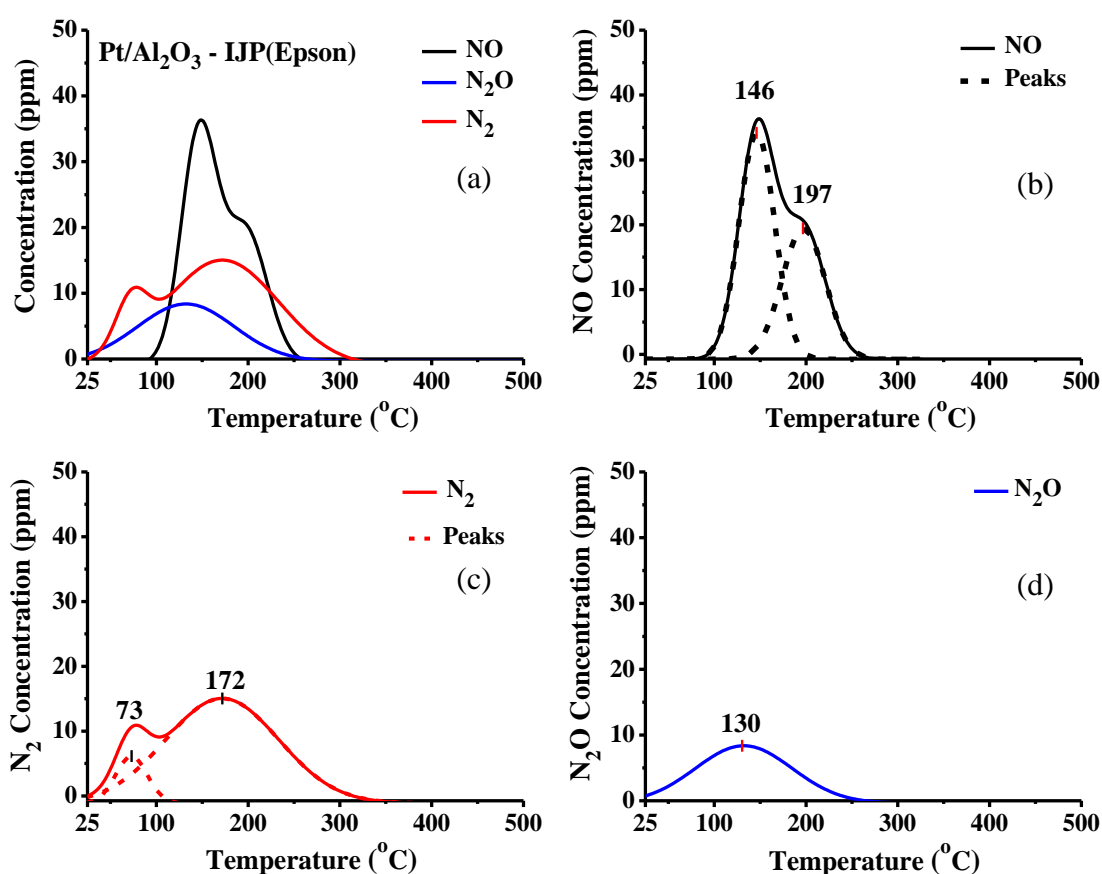 Pt/Al₂O₃ - IJP(Epson)
NO
N₂O
N₂
(a)
Concentration (ppm)
50
40
30
20
10
0
25 100 200 300 400 500
Temperature (°C)
NO
Peaks
146
197
(b)
NO Concentration (ppm)
50
40
30
20
10
0
25 100 200 300 400 500
Temperature (°C)
N₂
Peaks
(c)
73
172
N₂ Concentration (ppm)
50
40
30
20
10
0
25 100 200 300 400 500
Temperature (°C)
N₂O
(d)
130
N₂O Concentration (ppm)
50
40
30
20
10
0
25 100 200 300 400 500
Temperature (°C)